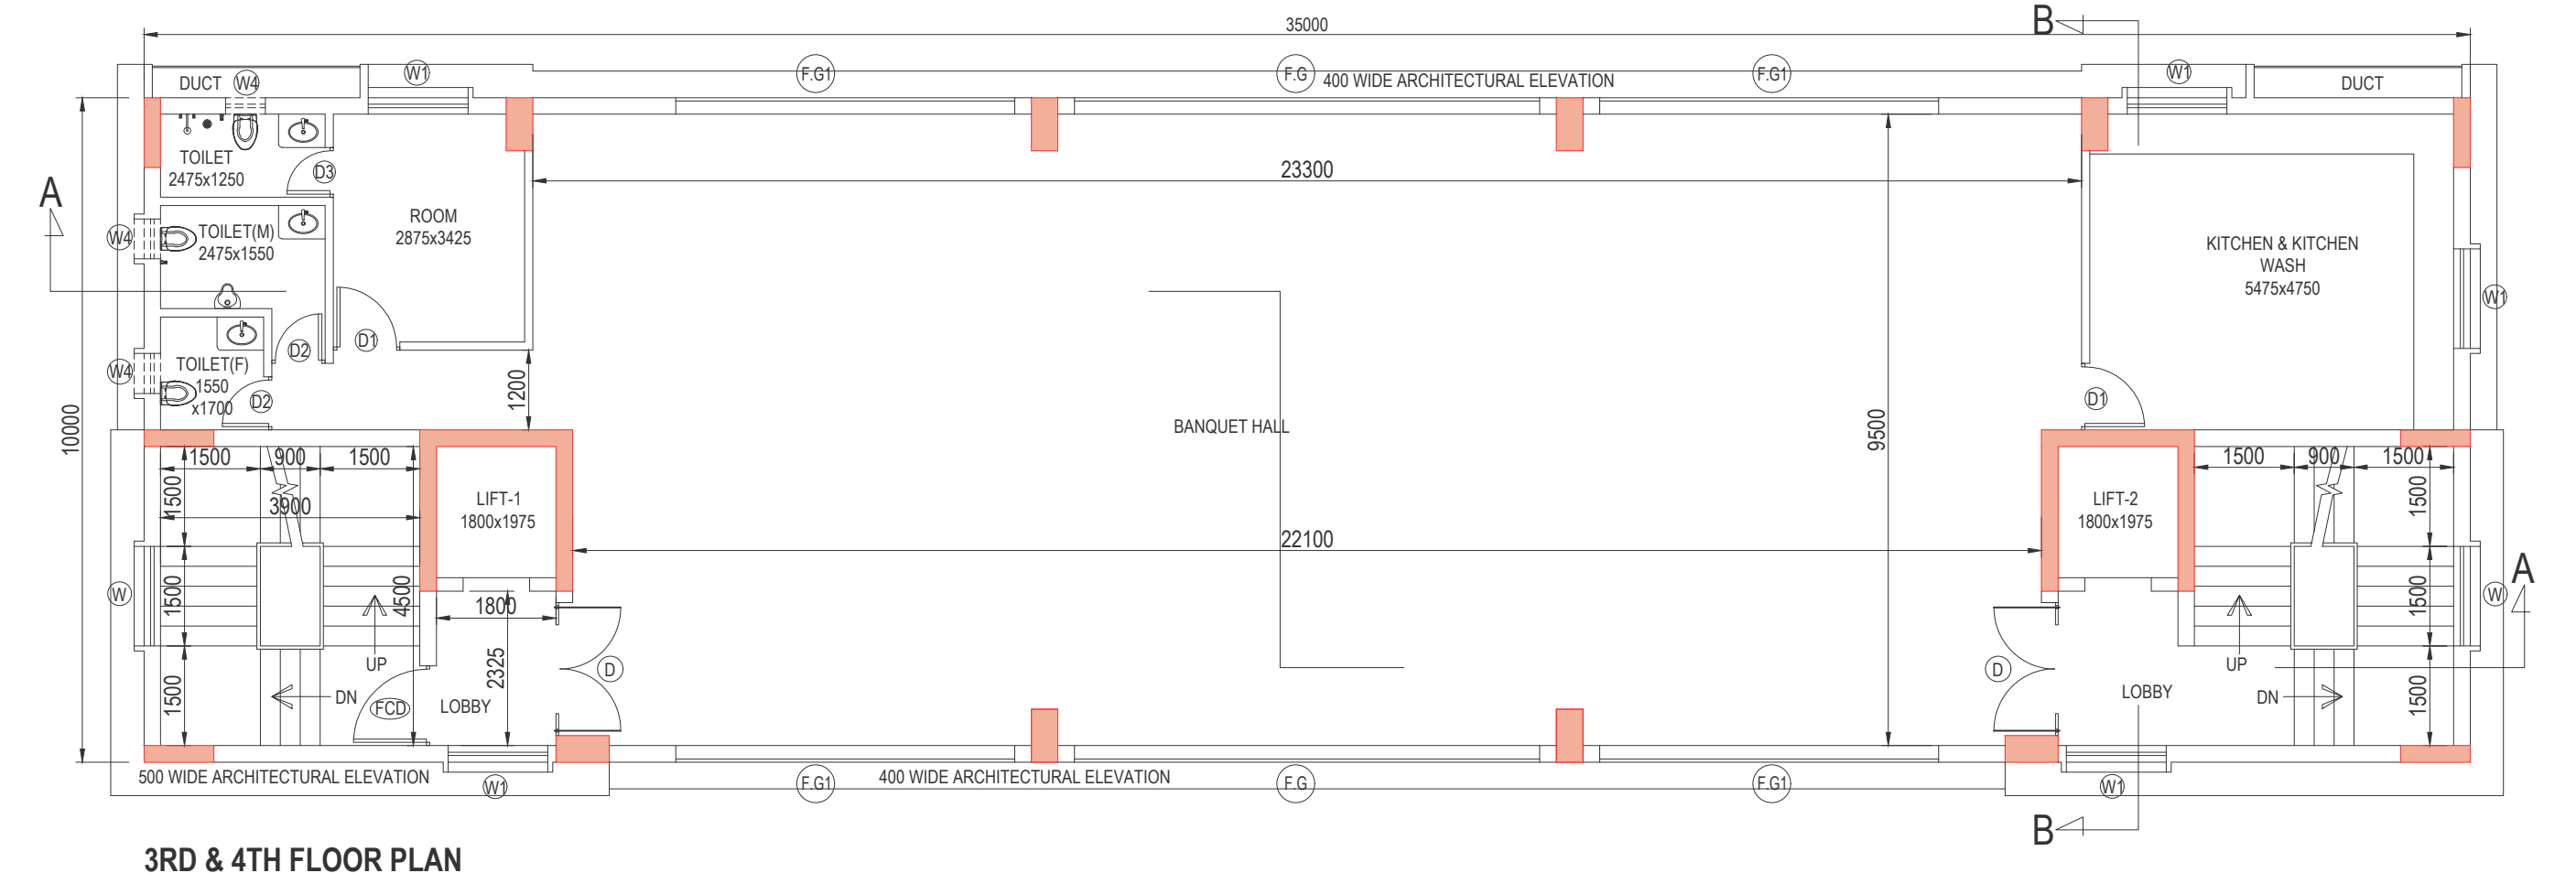 35000
B
DUCT
W4
W1
F.G1
F.G
400 WIDE ARCHITECTURAL ELEVATION
F.G1
W1
DUCT
TOILET
2475x1250
D3
23300
A
ROOM
2875x3425
W4
TOILET(M)
2475x1550
KITCHEN & KITCHEN
WASH
5475x4750
W1
D2
D1
W4
TOILET(F)
1550
x1700
D2
1200
D1
10000
BANQUET HALL
9500
1500
900
1500
1500
900
1500
1500
3900
LIFT-1
1800x1975
LIFT-2
1800x1975
1500
22100
A
W
1500
4500
1800
1500
W
UP
2325
D
D
UP
1500
DN
FCD
LOBBY
LOBBY
DN
1500
500 WIDE ARCHITECTURAL ELEVATION
W1
F.G1
400 WIDE ARCHITECTURAL ELEVATION
F.G
F.G1
W1
B
3RD & 4TH FLOOR PLAN